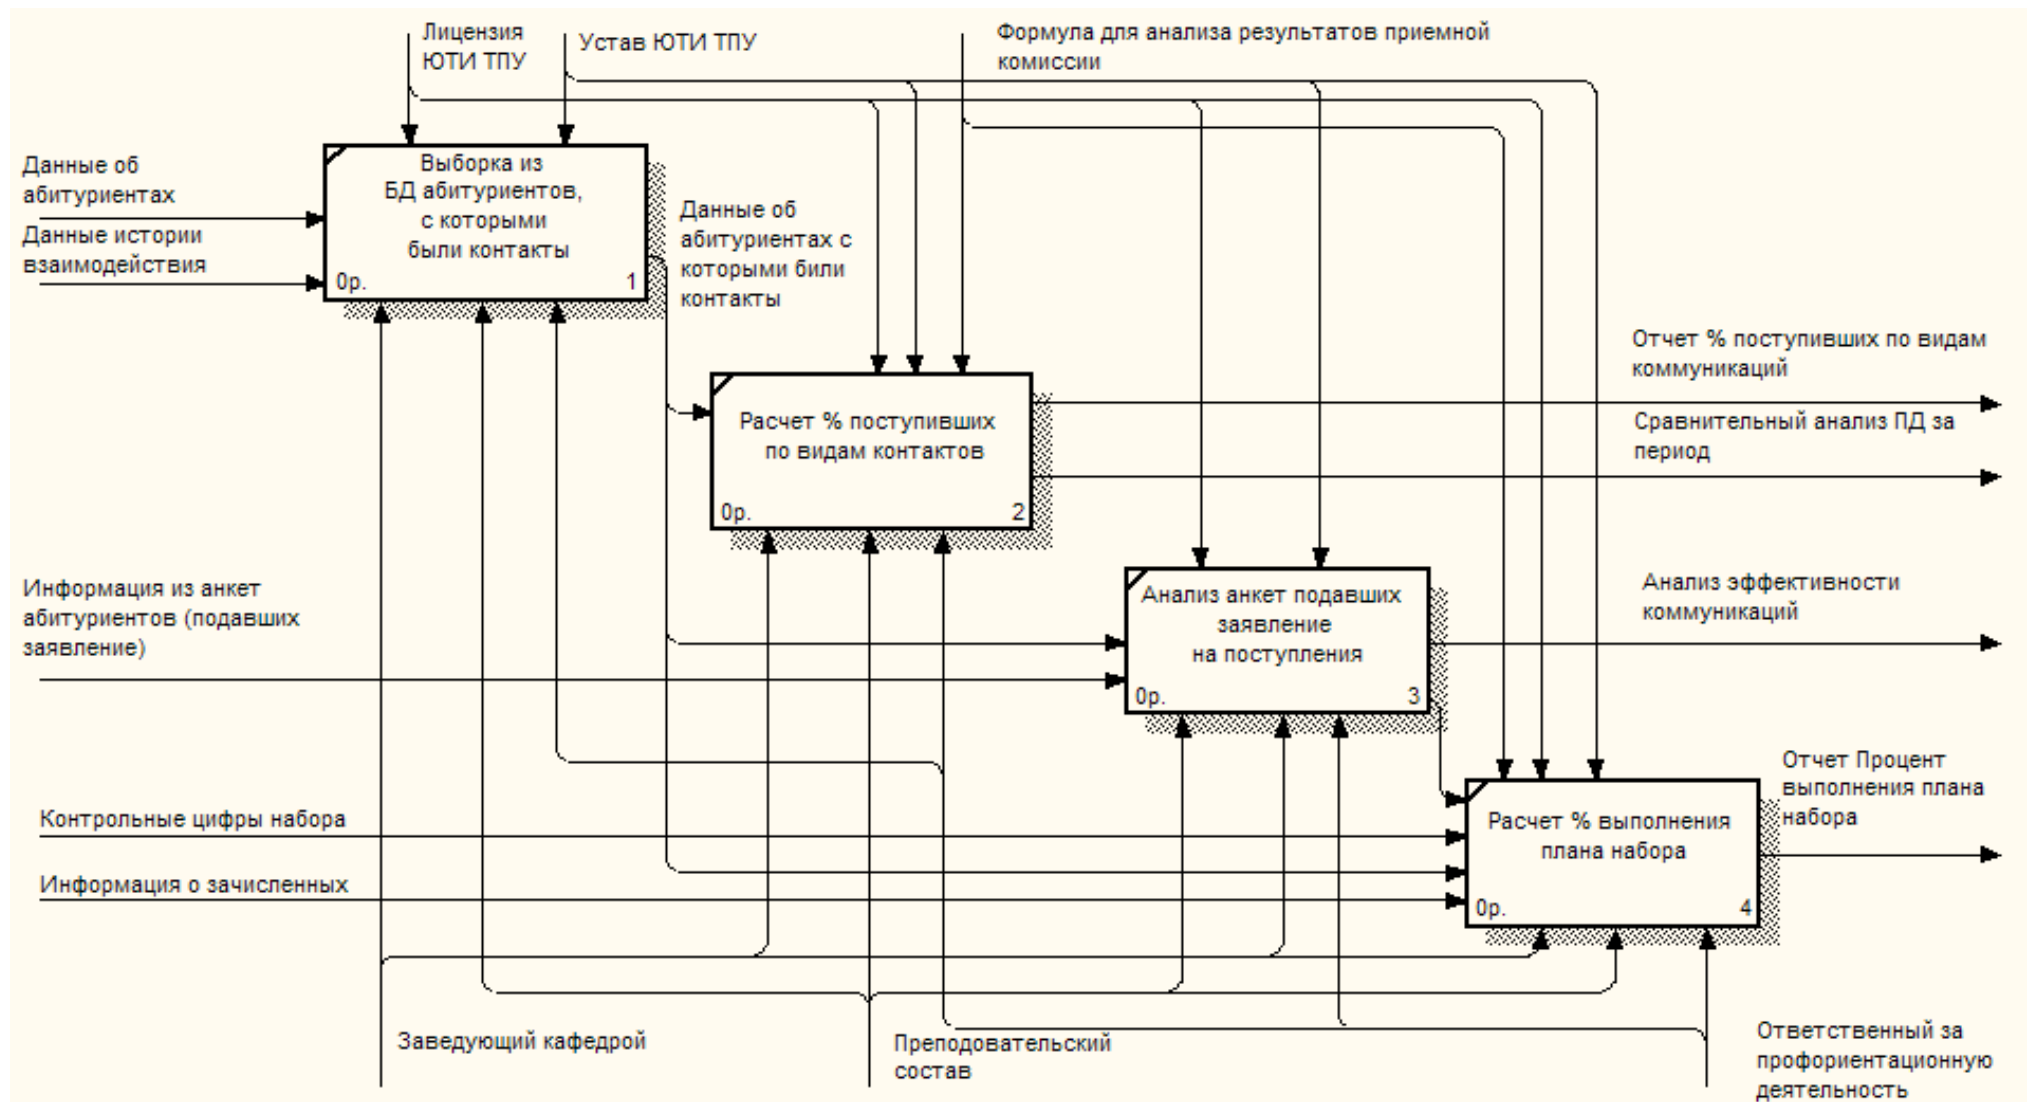 Лицензия
ЮТИ ТПУ
Устав ЮТИ ТПУ
Формула для анализа результатов приемной
комиссии
Данные об
абитуриентах
Данные истории
взаимодействия
Выборка из
БД абитуриентов,
с которыми
были контакты
0р.
1
Данные об
абитуриентах с
которыми били
контакты
Расчет % поступивших
по видам контактов
0р.
2
Отчет % поступивших по видам
коммуникаций
Сравнительный анализ ПД за
период
Информация из анкет
абитуриентов (подавших
заявление)
Анализ анкет подавших
заявление
на поступления
0р.
3
Анализ эффективности
коммуникаций
Контрольные цифры набора
Информация о зачисленных
Расчет % выполнения
плана набора
0р.
4
Отчет Процент
выполнения плана
набора
Заведующий кафедрой
Преподовательский
состав
Ответственный за
профориентационную
деятельность